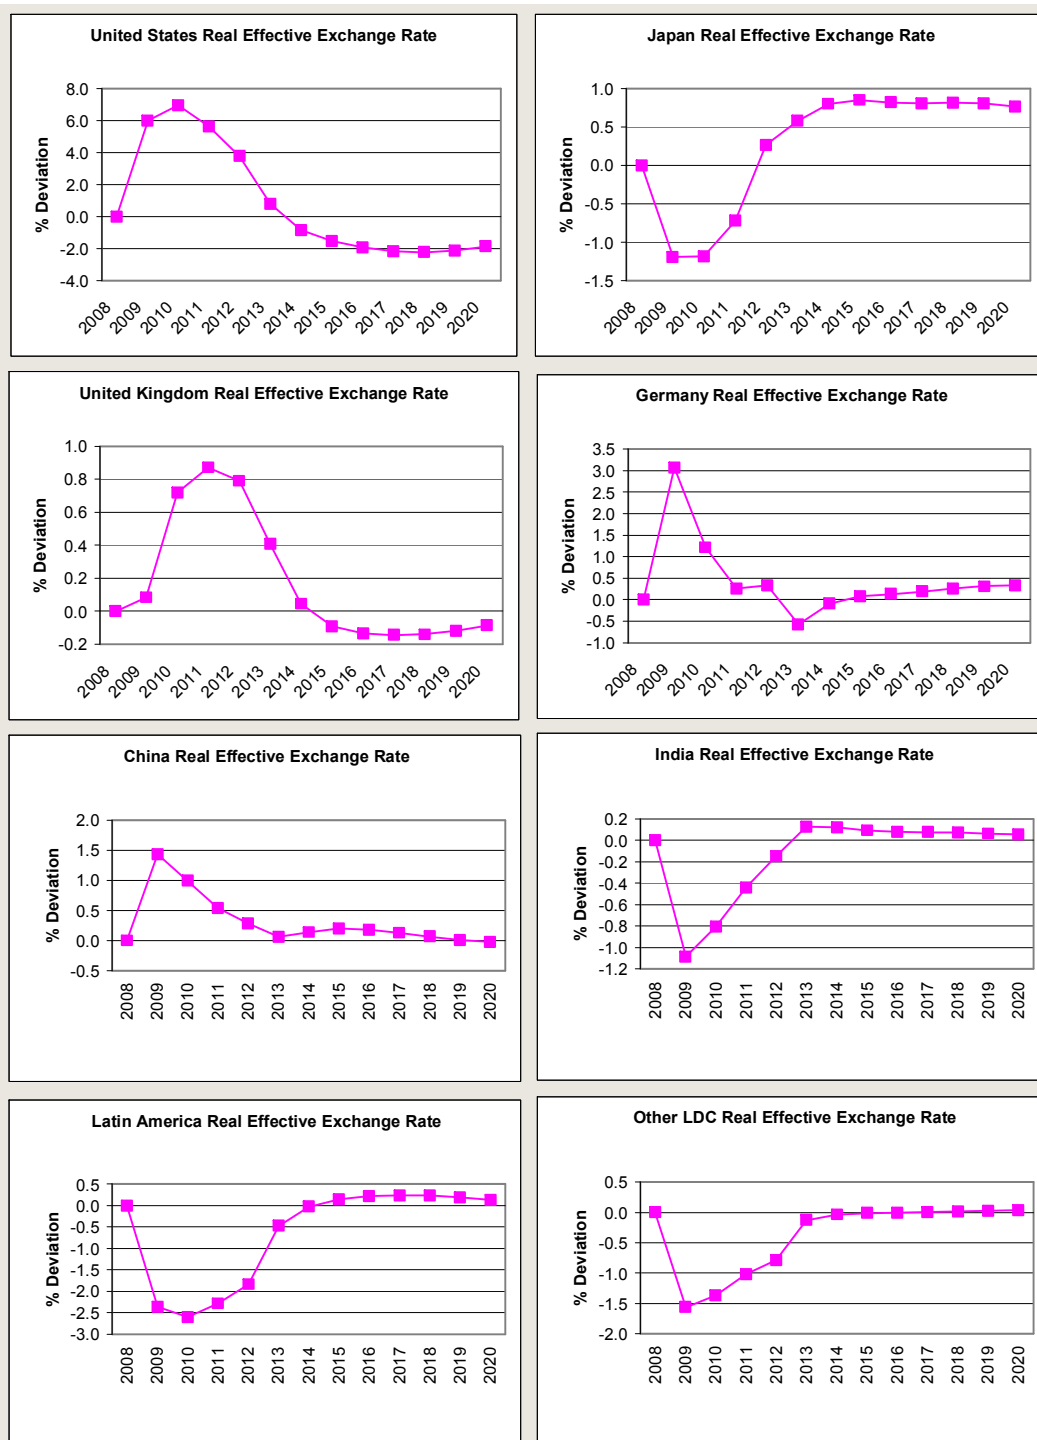 United States Real Effective Exchange Rate
% Deviation
8.0
6.0
4.0
2.0
0.0
-2.0
-4.0
2008 2009 2010 2011 2012 2013 2014 2015 2016 2017 2018 2019 2020
Japan Real Effective Exchange Rate
% Deviation
1.0
0.5
0.0
-0.5
-1.0
-1.5
2008 2009 2010 2011 2012 2013 2014 2015 2016 2017 2018 2019 2020
United Kingdom Real Effective Exchange Rate
% Deviation
1.0
0.8
0.6
0.4
0.2
0.0
-0.2
2008 2009 2010 2011 2012 2013 2014 2015 2016 2017 2018 2019 2020
Germany Real Effective Exchange Rate
% Deviation
3.5
3.0
2.5
2.0
1.5
1.0
0.5
0.0
-0.5
-1.0
2008 2009 2010 2011 2012 2013 2014 2015 2016 2017 2018 2019 2020
China Real Effective Exchange Rate
% Deviation
2.0
1.5
1.0
0.5
0.0
-0.5
2008 2009 2010 2011 2012 2013 2014 2015 2016 2017 2018 2019 2020
India Real Effective Exchange Rate
% Deviation
0.2
0.0
-0.2
-0.4
-0.6
-0.8
-1.0
-1.2
2008 2009 2010 2011 2012 2013 2014 2015 2016 2017 2018 2019 2020
Latin America Real Effective Exchange Rate
% Deviation
0.5
0.0
-0.5
-1.0
-1.5
-2.0
-2.5
-3.0
2008 2009 2010 2011 2012 2013 2014 2015 2016 2017 2018 2019 2020
Other LDC Real Effective Exchange Rate
% Deviation
0.5
0.0
-0.5
-1.0
-1.5
-2.0
2008 2009 2010 2011 2012 2013 2014 2015 2016 2017 2018 2019 2020